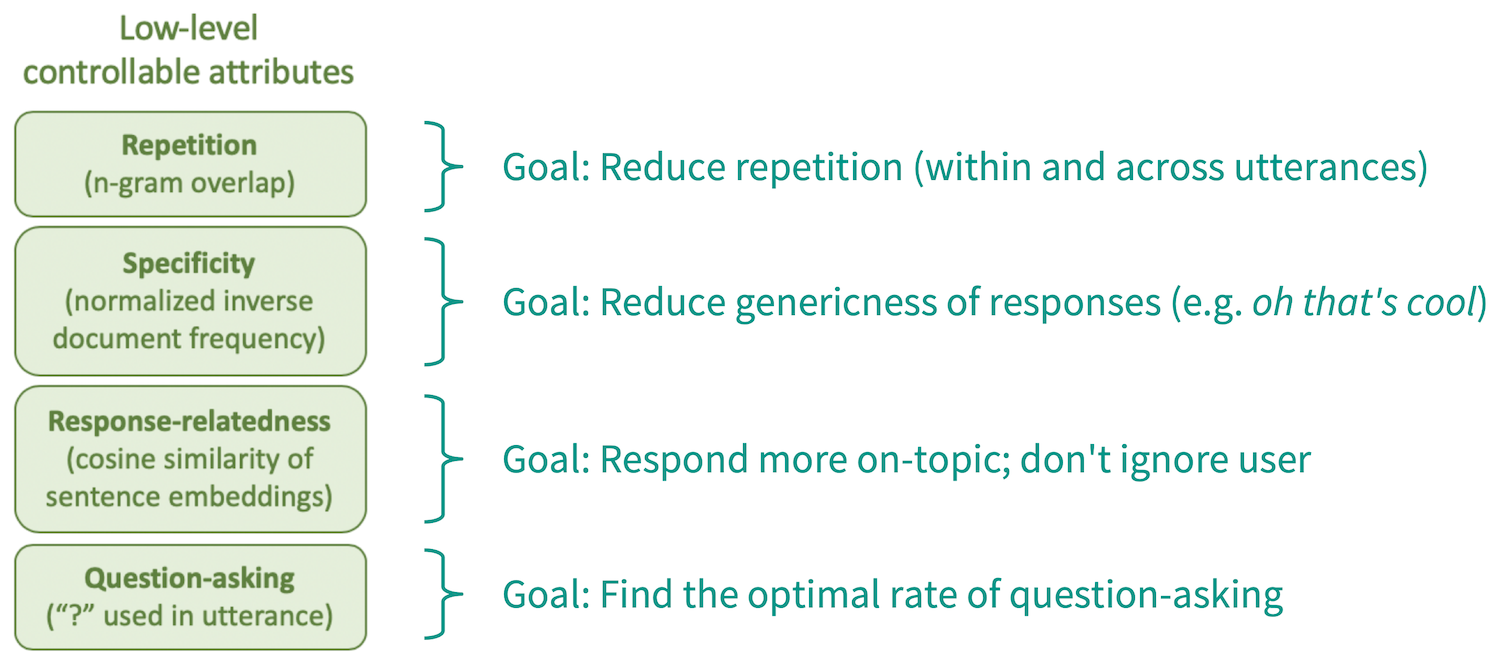 Low-level
controllable attributes
Repetition
(n-gram overlap)
Goal: Reduce repetition (within and across utterances)
Specificity
(normalized inverse
document frequency)
Goal: Reduce genericness of responses (e.g. oh that's cool)
Response-relatedness
(cosine similarity of
sentence embeddings)
Goal: Respond more on-topic; don't ignore user
Question-asking
(“?” used in utterance)
Goal: Find the optimal rate of question-asking